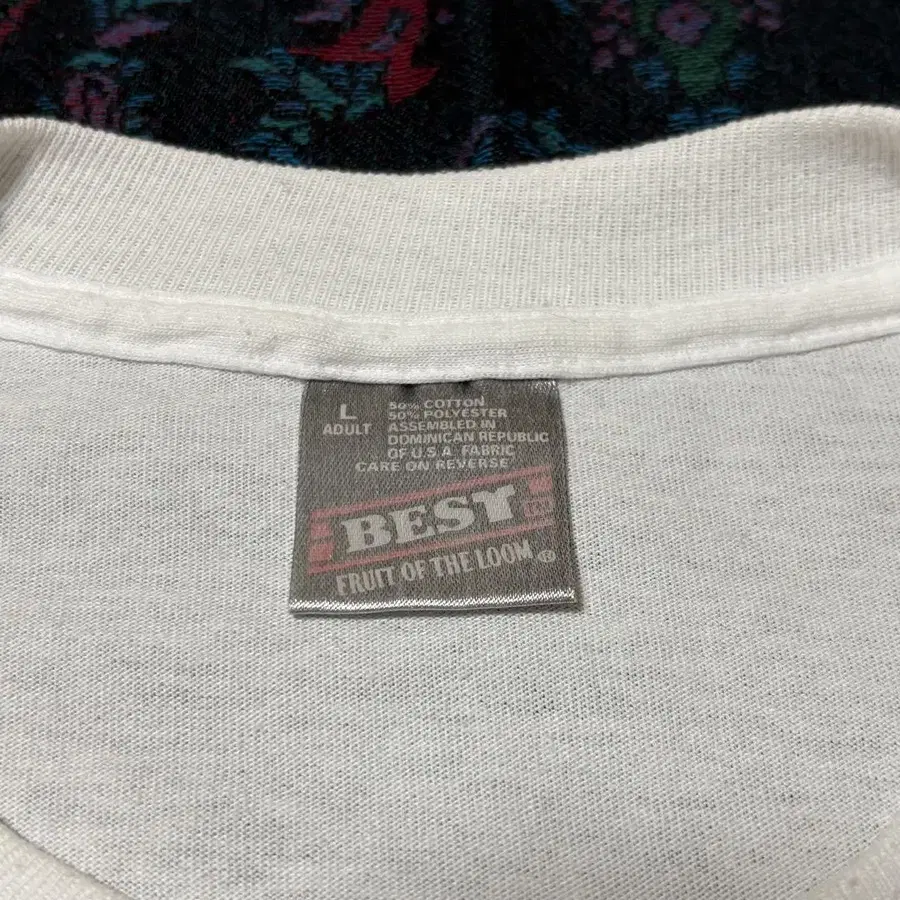 L
ADULT
50% COTTON
50% POLYESTER
ASSEMBLED IN
DOMINICAN REPUBLIC
OF U.S.A FABRIC
CARE ON REVERSE
BEST
FRUIT OF THE LOOM ®